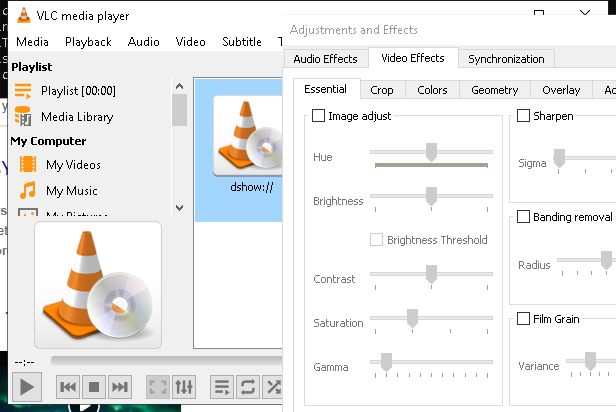 VLC media player
Media Playback Audio Video Subtitle T
Playlist
Playlist [00:00]
Media Library
My Computer
My Videos
My Music
My Pictures
dshow://
--:--
Adjustments and Effects
Audio Effects Video Effects Synchronization
Essential Crop Colors Geometry Overlay Ac
Image adjust
Hue
Brightness
Brightness Threshold
Contrast
Saturation
Gamma
Sharpen
Sigma
Banding removal
Radius
Film Grain
Variance